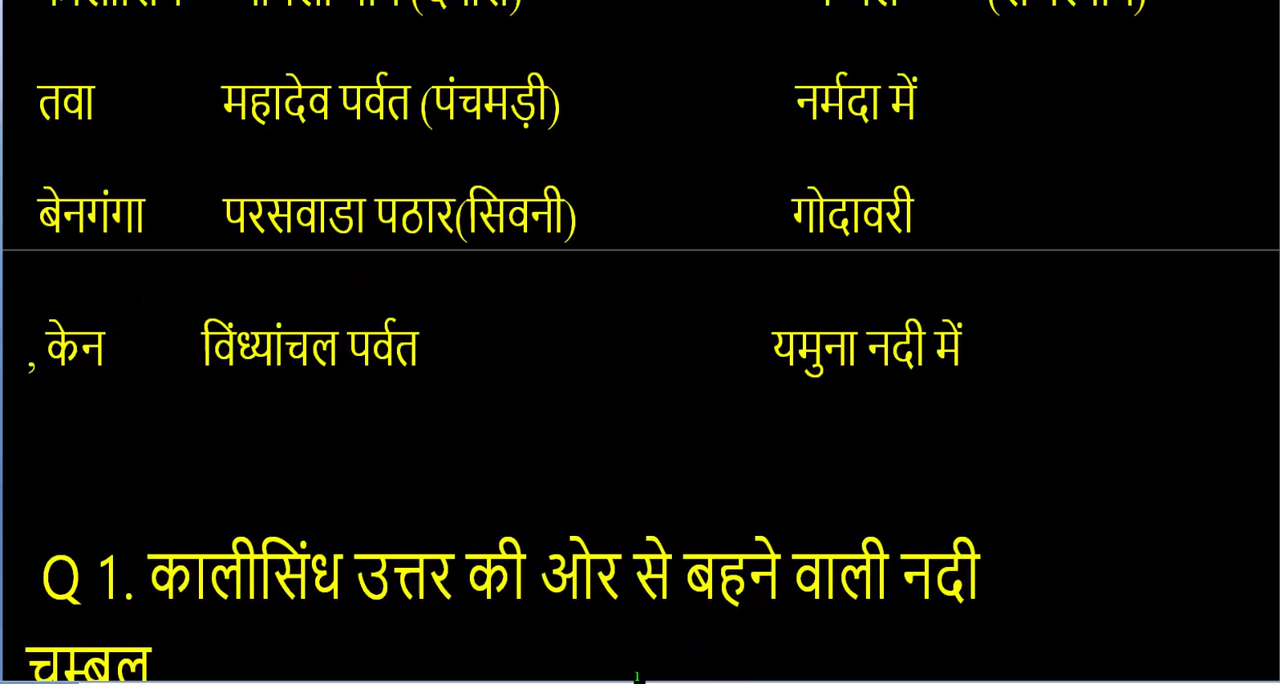 तवा महादेव पर्वत (पंचमड़ी) नर्मदा में
बेनगंगा परसवाडा पठार(सिवनी) गोदावरी
, केन विंध्यांचल पर्वत यमुना नदी में
Q 1. कालीसिंध उत्तर की ओर से बहने वाली नदी
चम्बल
1